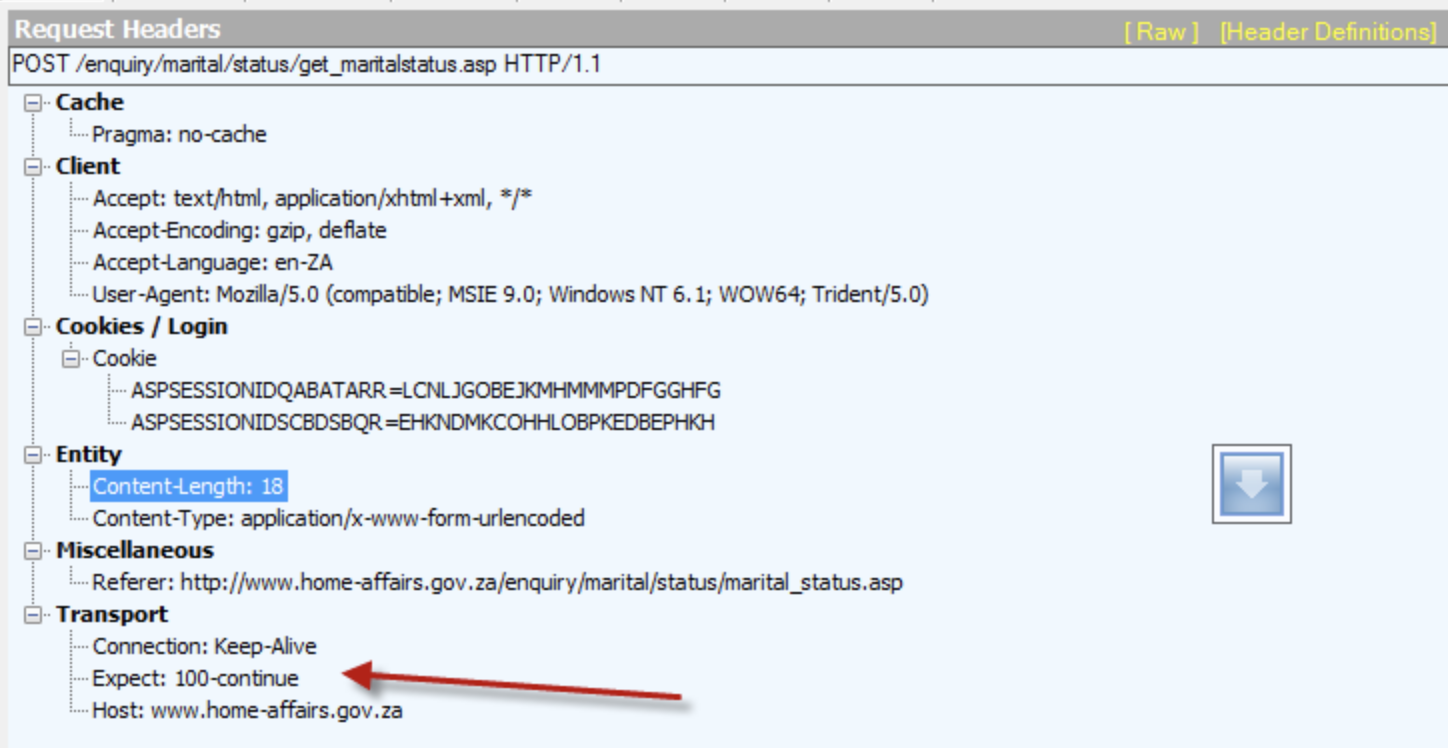 Request Headers [ Raw ] [Header Definitions]
POST /enquiry/marital/status/get_maritalstatus.asp HTTP/1.1
Cache
Pragma: no-cache
Client
Accept: text/html, application/xhtml+xml, */*
Accept-Encoding: gzip, deflate
Accept-Language: en-ZA
User-Agent: Mozilla/5.0 (compatible; MSIE 9.0; Windows NT 6.1; WOW64; Trident/5.0)
Cookies / Login
Cookie
ASPSESSIONIDQABATARR=LCNLJGOBEJKMHMMMPDFGGHFG
ASPSESSIONIDSCBDSBQR=EHKNDMKCOHHLOBPKEDBEPHKH
Entity
Content-Length: 18
Content-Type: application/x-www-form-urlencoded
Miscellaneous
Referer: http://www.home-affairs.gov.za/enquiry/marital/status/marital_status.asp
Transport
Connection: Keep-Alive
Expect: 100-continue
Host: www.home-affairs.gov.za